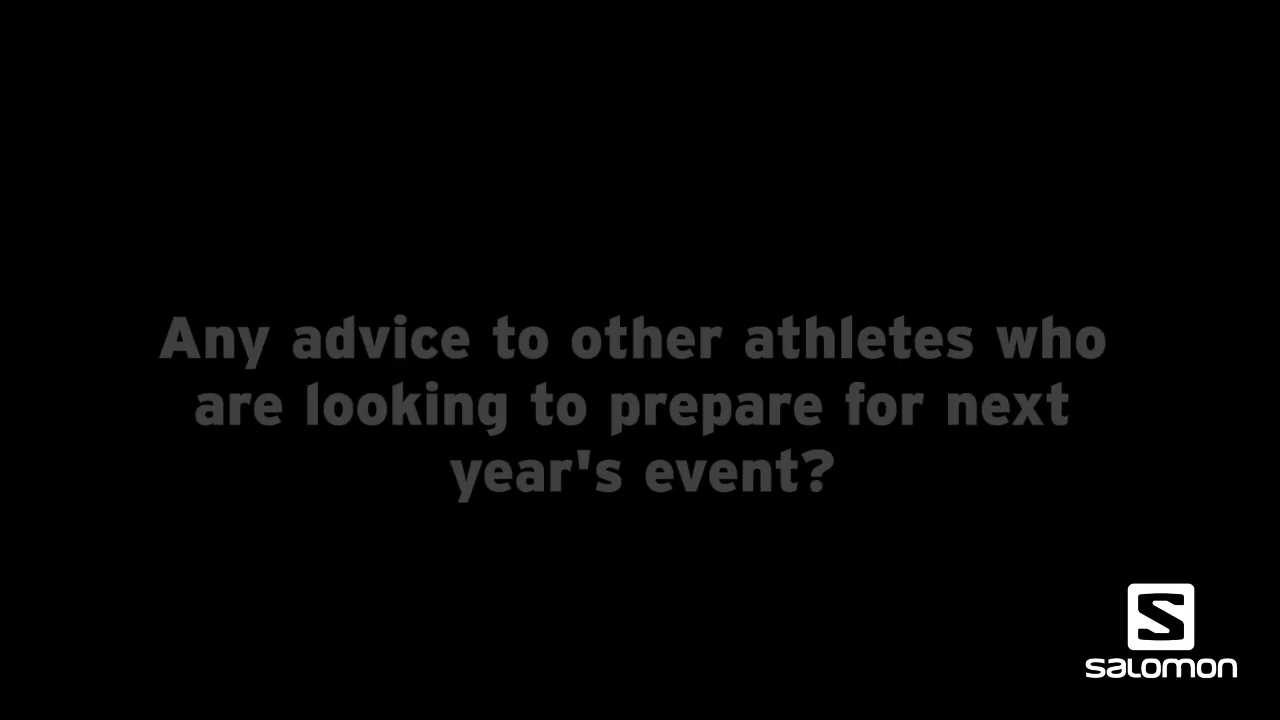 Any advice to other athletes who
are looking to prepare for next
year's event?
S
salomon